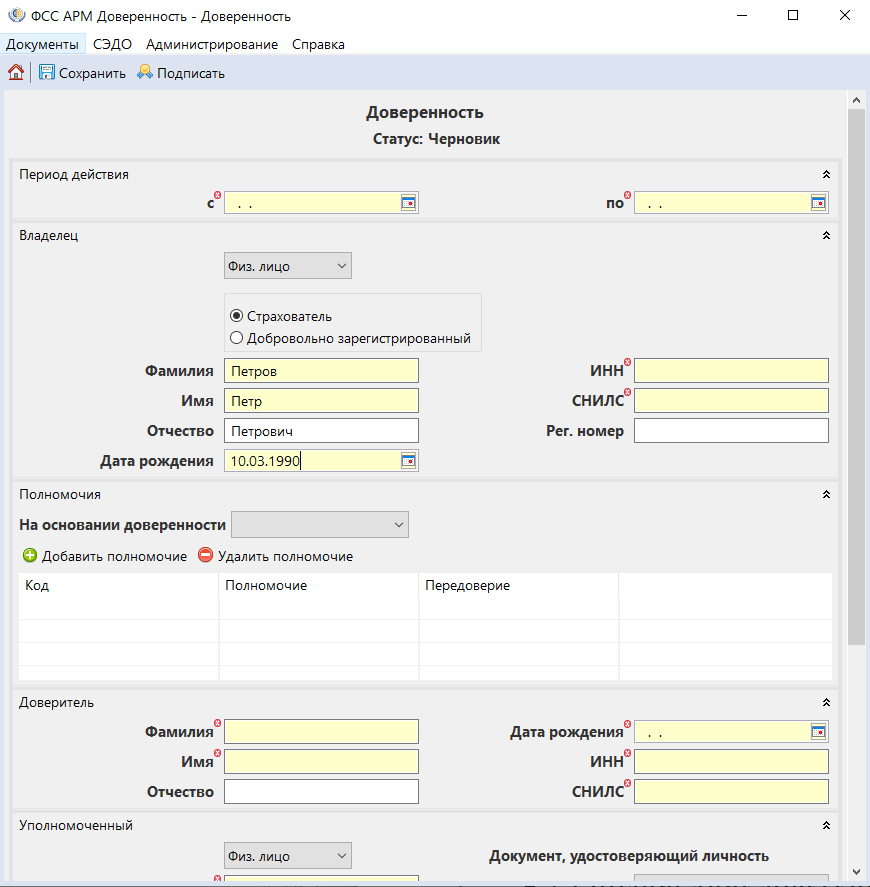 ФСС АРМ Доверенность - Доверенность
Документы СЭДО Администрирование Справка
Сохранить Подписать
Доверенность
Статус: Черновик
Период действия
с . . по . .
Владелец
Физ. лицо
Страхователь
Добровольно зарегистрированный
Фамилия Петров ИНН
Имя Петр СНИЛС
Отчество Петрович Рег. номер
Дата рождения 10.03.1990
Полномочия
На основании доверенности
Добавить полномочие Удалить полномочие
Код Полномочие Передоверие
Доверитель
Фамилия Дата рождения . .
Имя ИНН
Отчество СНИЛС
Уполномоченный
Физ. лицо Документ, удостоверяющий личность